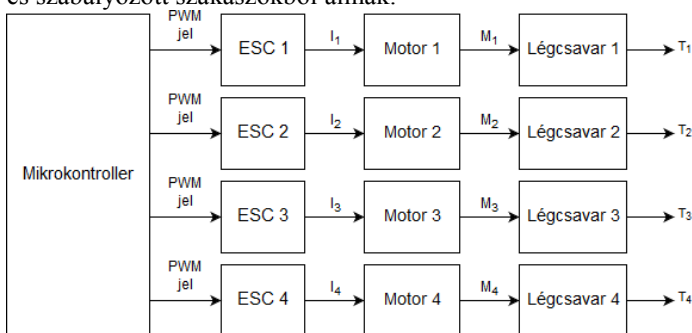 és szabályozott szakaszokból állnak.
PWM
jel
ESC 1
I1
Motor 1
M1
Légcsavar 1
T1
PWM
jel
ESC 2
I2
Motor 2
M2
Légcsavar 2
T2
Mikrokontroller
PWM
jel
ESC 3
I3
Motor 3
M3
Légcsavar 3
T3
PWM
jel
ESC 4
I4
Motor 4
M4
Légcsavar 4
T4